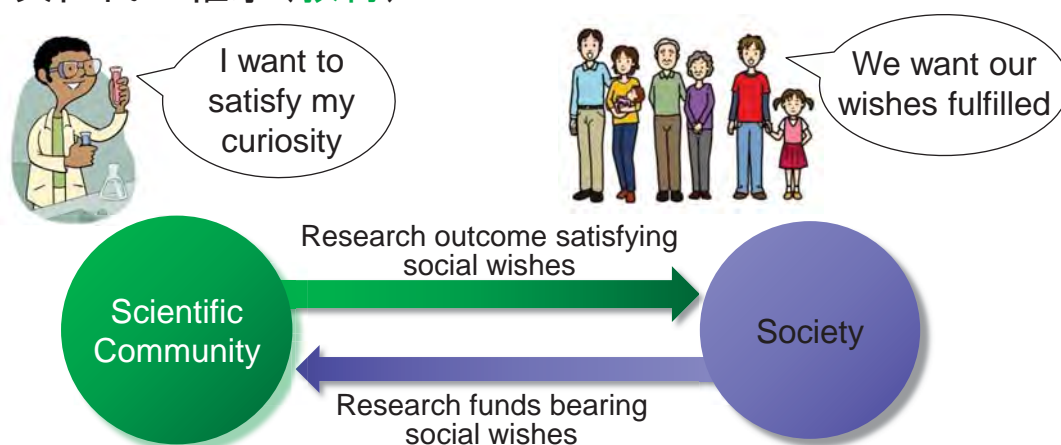 I want to
satisfy my
curiosity
We want our
wishes fulfilled
Research outcome satisfying
social wishes
Scientific
Community
Society
Research funds bearing
social wishes